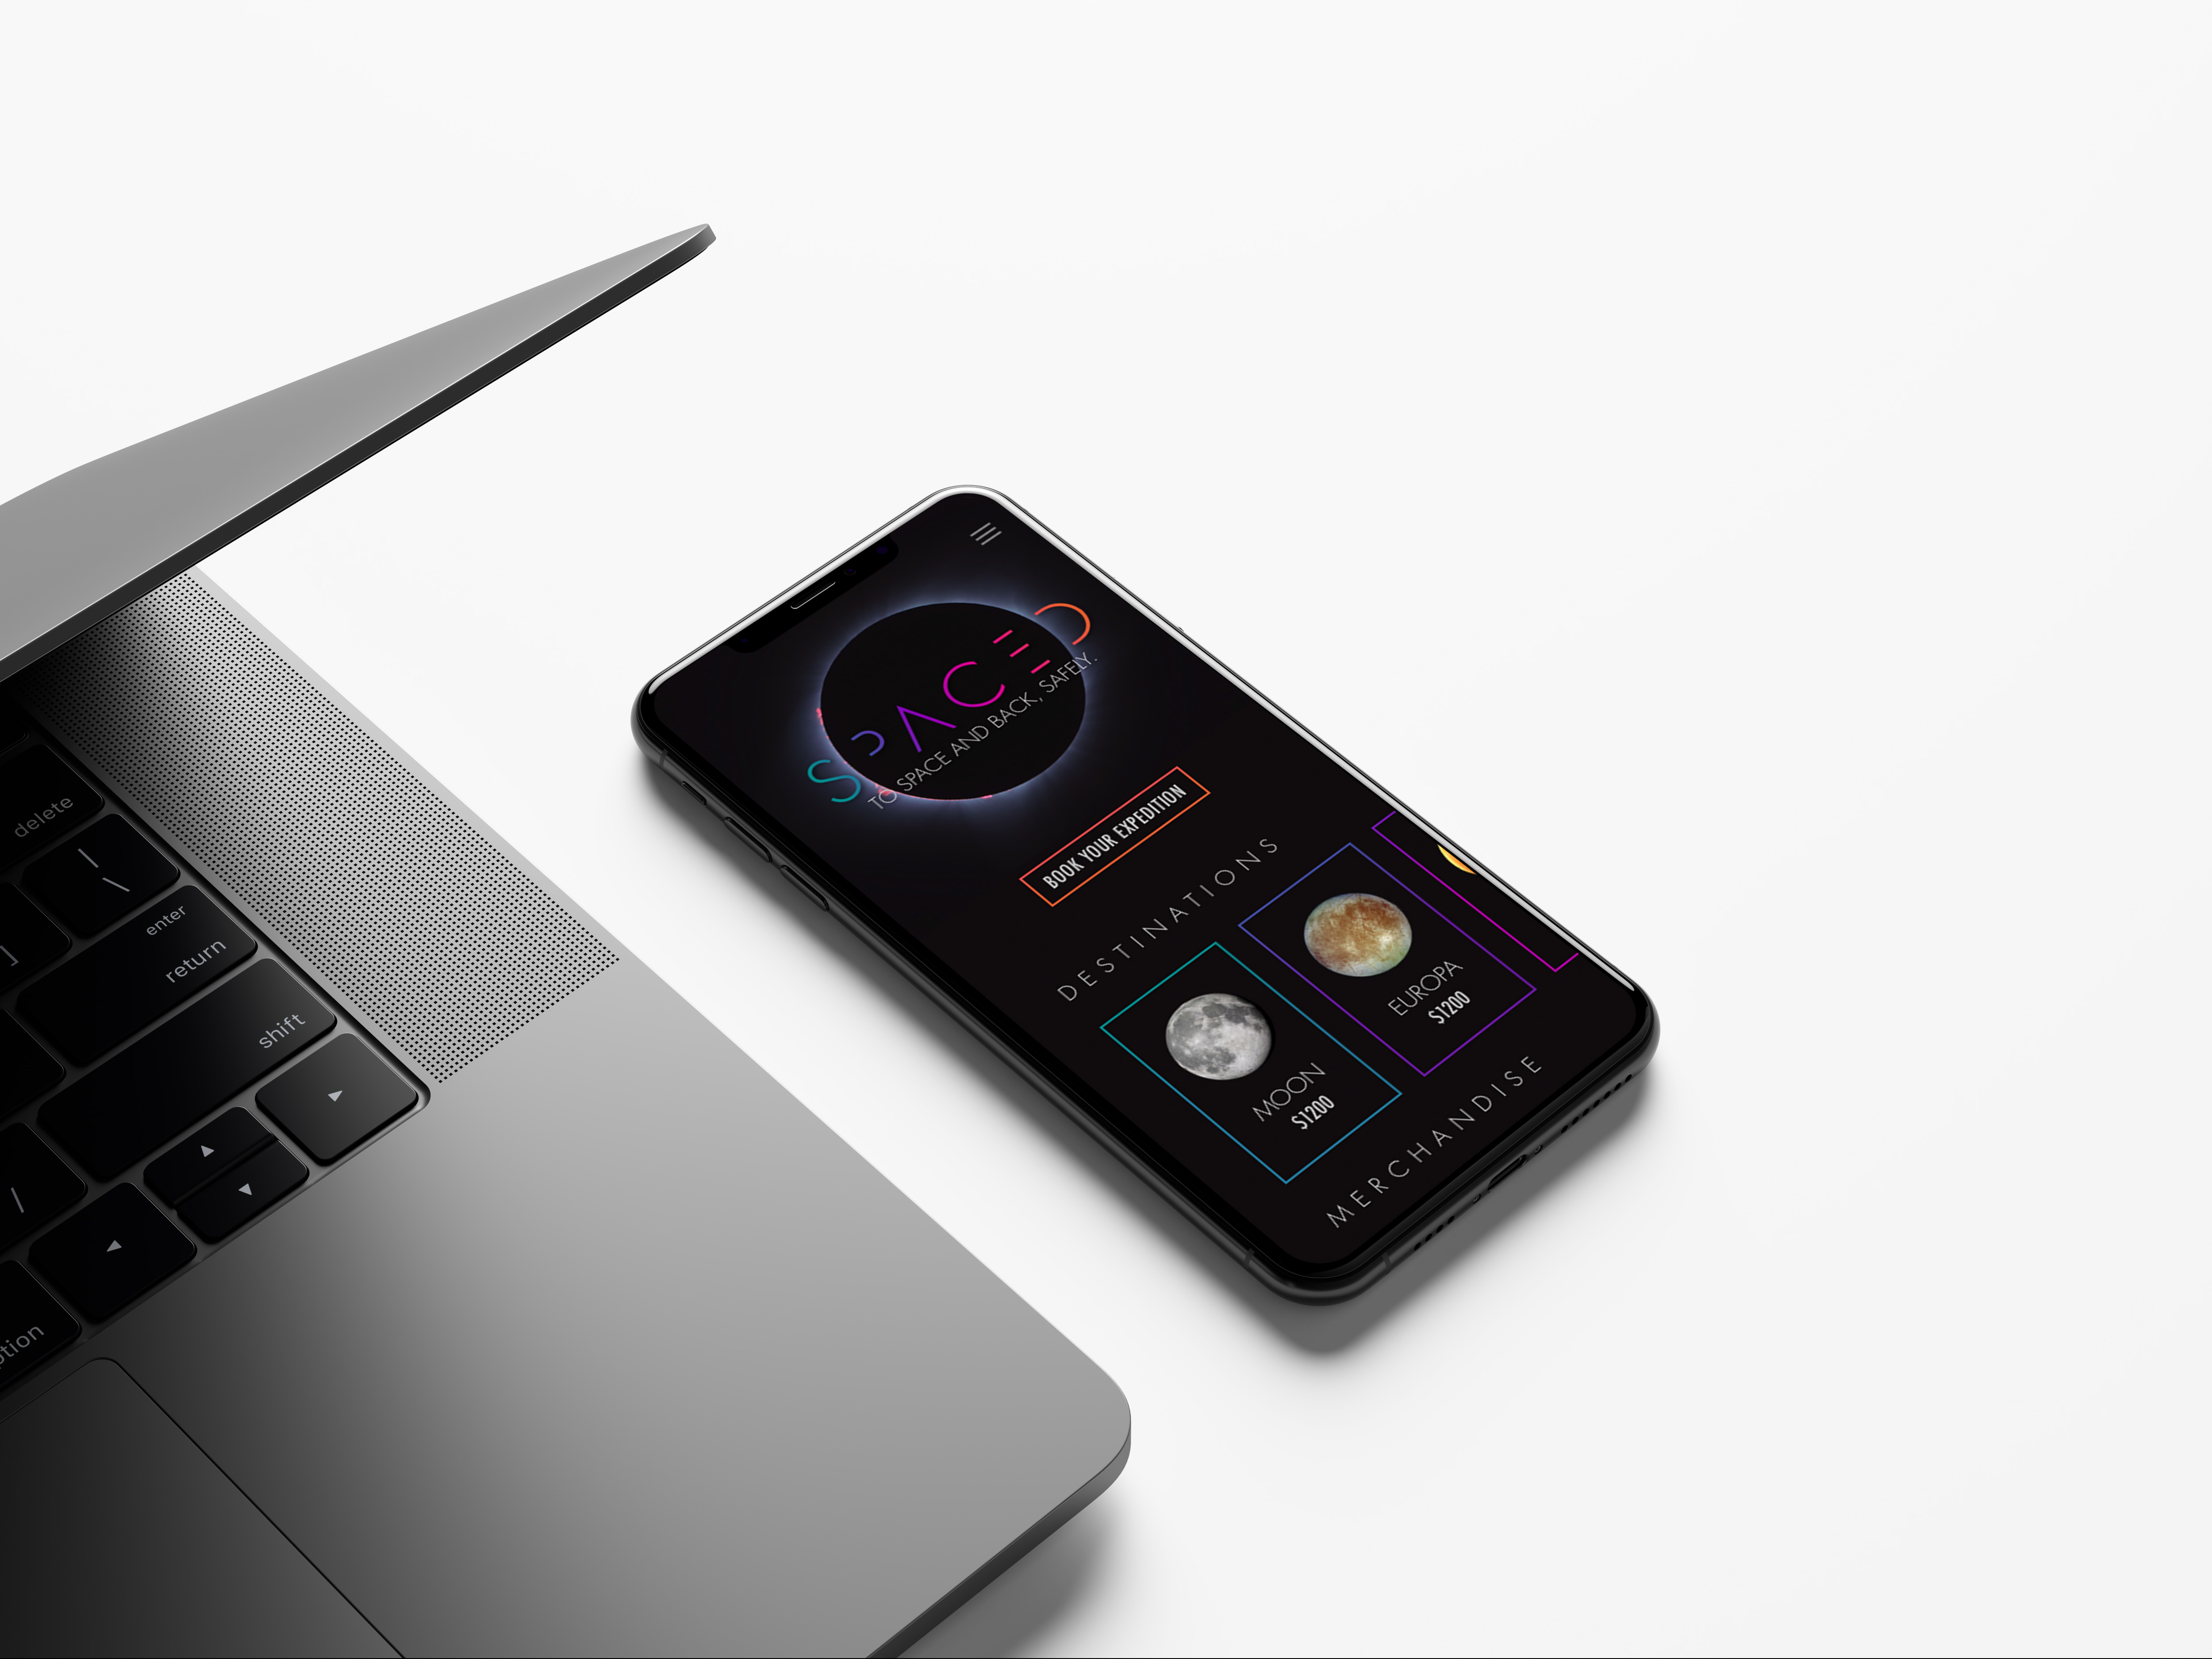 SPACED
TO SPACE AND BACK, SAFELY.
BOOK YOUR EXPEDITION
DESTINATIONS
MOON
$1200
EUROPA
$1200
MERCHANDISE
delete
|
\
]
enter
return
shift
/